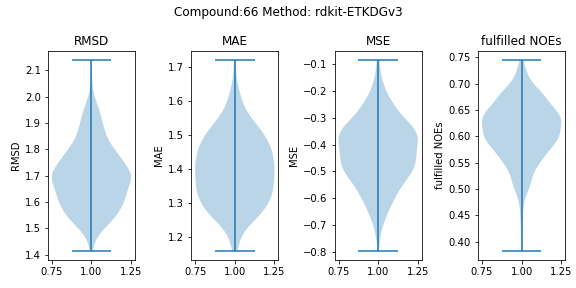 Compound:66 Method: rdkit-ETKDGv3
RMSD
MAE
MSE
fulfilled NOEs
RMSD
2.1
2.0
1.9
1.8
1.7
1.6
1.5
1.4
0.75 1.00 1.25
MAE
1.7
1.6
1.5
1.4
1.3
1.2
0.75 1.00 1.25
MSE
−0.1
−0.2
−0.3
−0.4
−0.5
−0.6
−0.7
−0.8
0.75 1.00 1.25
fulfilled NOEs
0.75
0.70
0.65
0.60
0.55
0.50
0.45
0.40
0.75 1.00 1.25